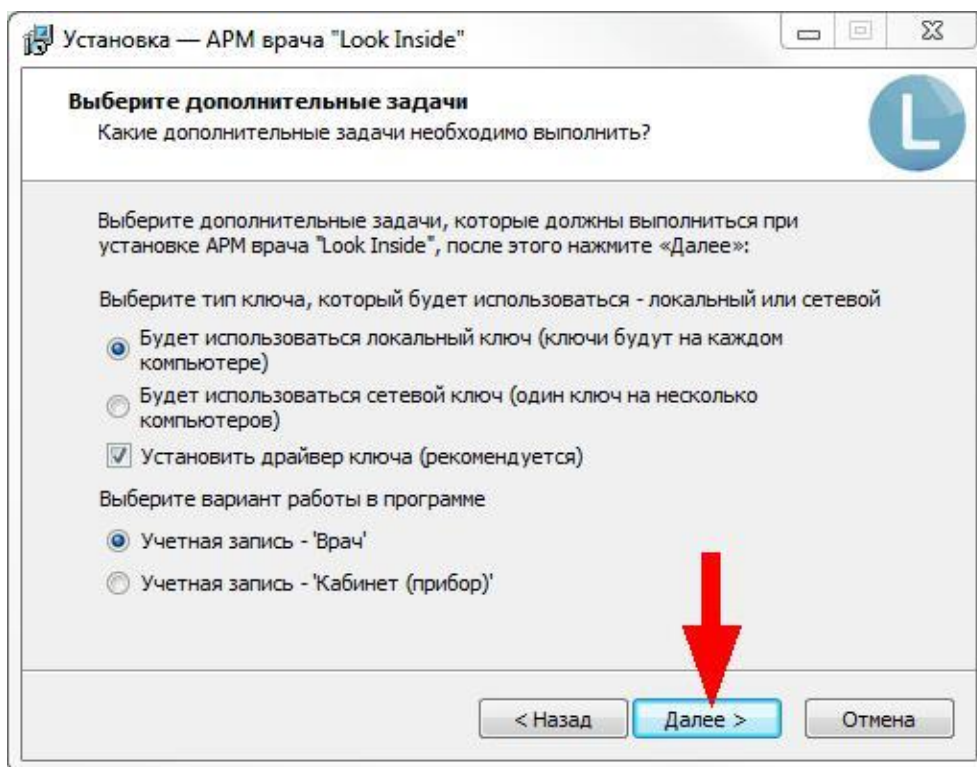 Установка — АРМ врача "Look Inside"
Выберите дополнительные задачи
Какие дополнительные задачи необходимо выполнить?
L
Выберите дополнительные задачи, которые должны выполниться при
установке АРМ врача "Look Inside", после этого нажмите «Далее»:
Выберите тип ключа, который будет использоваться - локальный или сетевой
Будет использоваться локальный ключ (ключи будут на каждом
компьютере)
Будет использоваться сетевой ключ (один ключ на несколько
компьютеров)
Установить драйвер ключа (рекомендуется)
Выберите вариант работы в программе
Учетная запись - 'Врач'
Учетная запись - 'Кабинет (прибор)'
< Назад
Далее >
Отмена